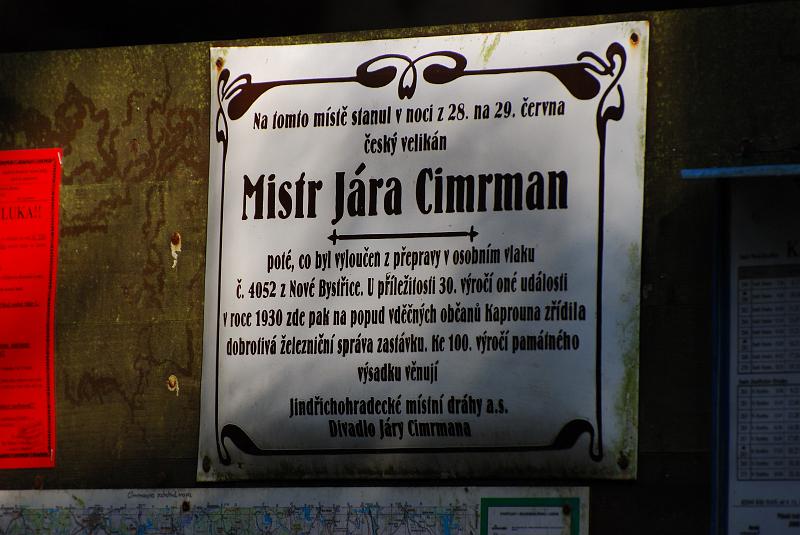 Na tomto místě stanul v noci z 28. na 29. června
český velikán
Mistr Jára Cimrman
poté, co byl vyloučen z přepravy v osobním vlaku
č. 4052 z Nové Bystřice. U příležitosti 30. výročí oné události
v roce 1930 zde pak na popud vděčných občanů Kaprouna zřídila
dobrotivá železniční správa zastávku. Ke 100. výročí památného
výsadku věnují
Jindřichohradecké místní dráhy a.s.
Divadlo Járy Cimrmana
LUKA!!